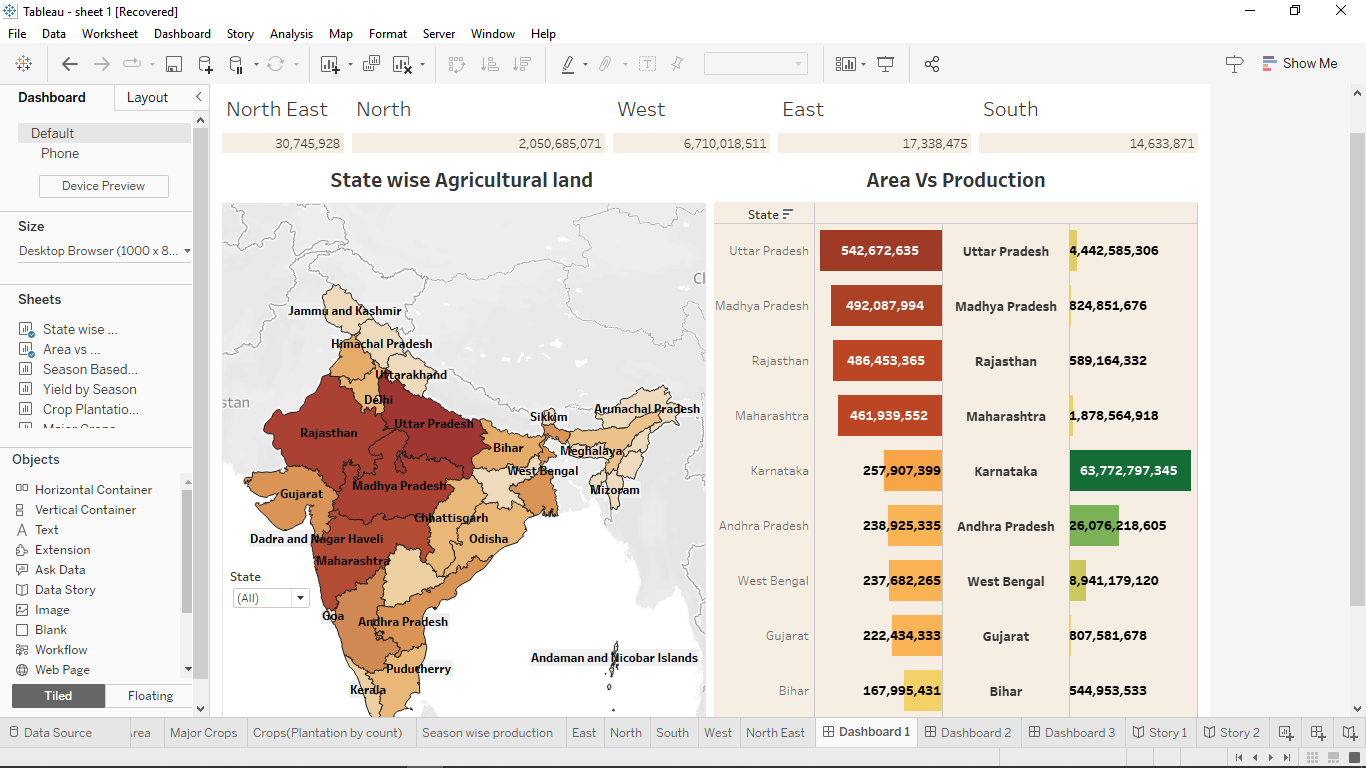 Tableau - sheet 1 [Recovered]
File Data Worksheet Dashboard Story Analysis Map Format Server Window Help
Show Me
Dashboard Layout
Default
Phone
Device Preview
Size
Desktop Browser (1000 x 8...
Sheets
State wise ...
Area vs ...
Season Based...
Yield by Season
Crop Plantatio...
Major Crops
Objects
Horizontal Container
Vertical Container
Text
Extension
Ask Data
Data Story
Image
Blank
Workflow
Web Page
Tiled Floating
North East North West East South
30,745,928 2,050,685,071 6,710,018,511 17,338,475 14,633,871
State wise Agricultural land
Jammu and Kashmir
Himachal Pradesh
Uttarakhand
stan
Delhi
Sikkim
Arunachal Pradesh
Rajasthan
Uttar Pradesh
Bihar
Meghalaya
West Bengal
Gujarat
Madhya Pradesh
Mizoram
Chhattisgarh
Dadra and Nagar Haveli
Odisha
Maharashtra
State
(All)
Goa
Andhra Pradesh
Andaman and Nicobar Islands
Puducherry
Kerala
Area Vs Production
State
Uttar Pradesh 542,672,635 Uttar Pradesh 4,442,585,306
Madhya Pradesh 492,087,994 Madhya Pradesh 824,851,676
Rajasthan 486,453,365 Rajasthan 589,164,332
Maharashtra 461,939,552 Maharashtra 1,878,564,918
Karnataka 257,907,399 Karnataka 63,772,797,345
Andhra Pradesh 238,925,335 Andhra Pradesh 26,076,218,605
West Bengal 237,682,265 West Bengal 8,941,179,120
Gujarat 222,434,333 Gujarat 807,581,678
Bihar 167,995,431 Bihar 544,953,533
Data Source rea Major Crops Crops(Plantation by count) Season wise production East North South West North East Dashboard 1 Dashboard 2 Dashboard 3 Story 1 Story 2